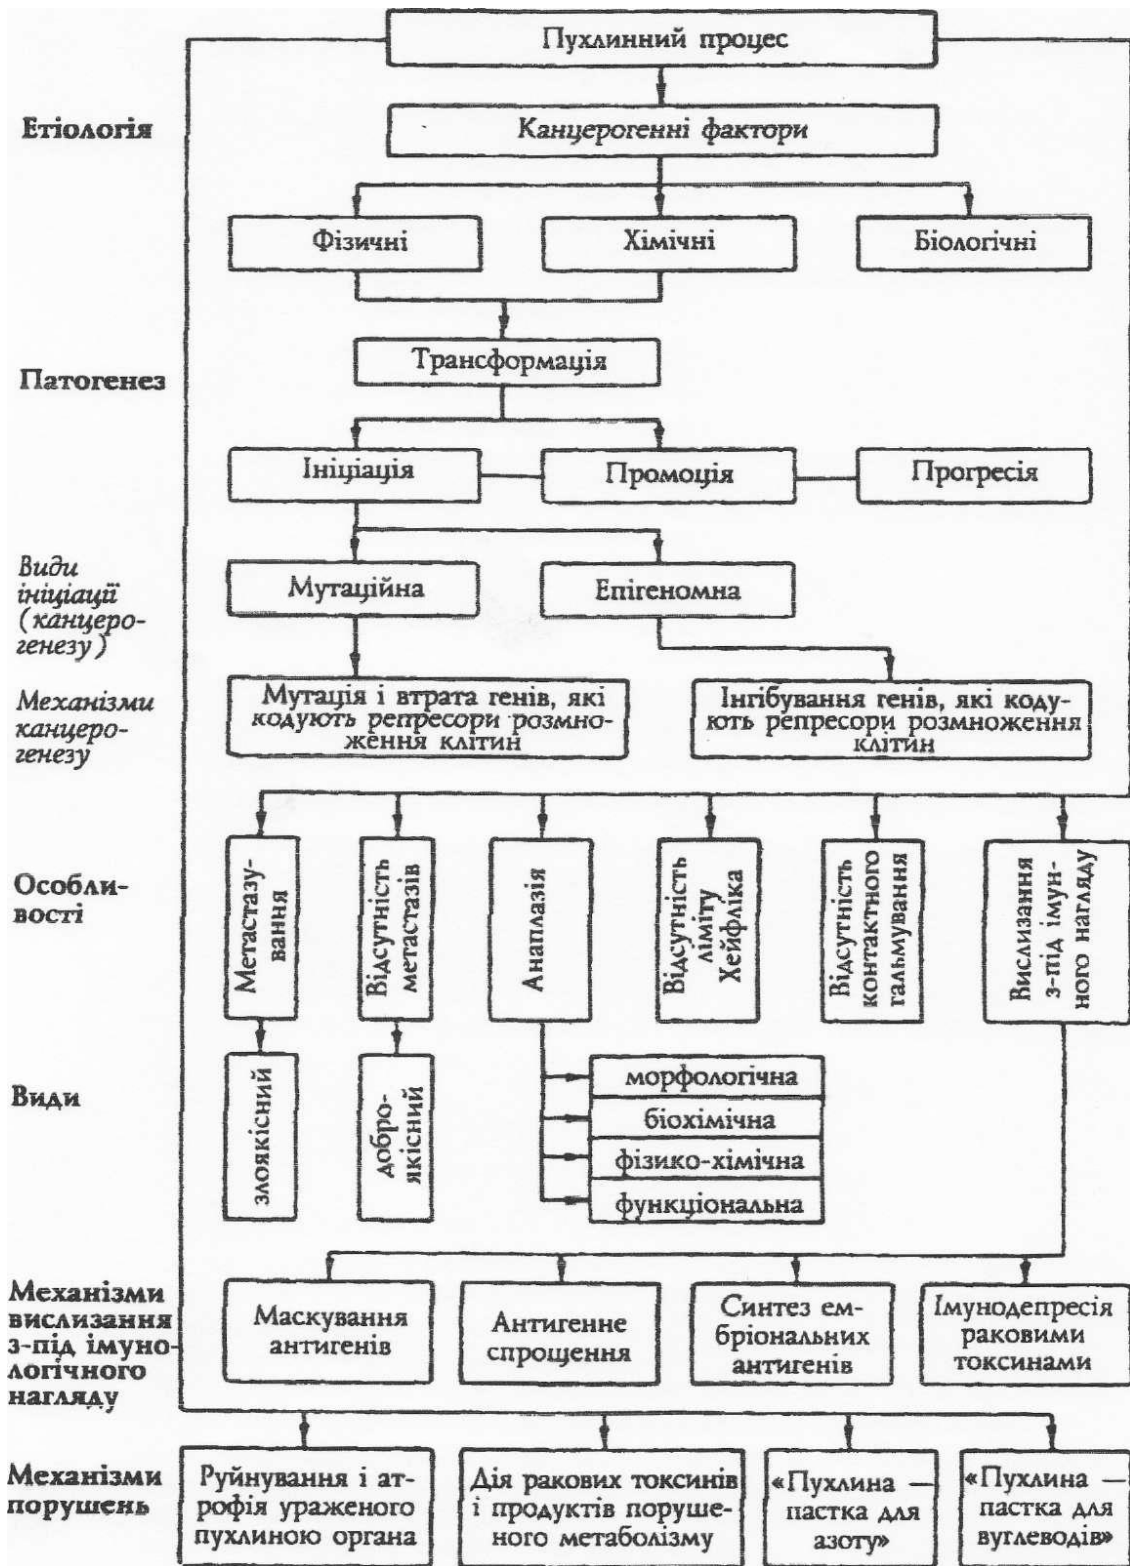 Пухлинний процес
Етіологія
Канцерогенні фактори
Фізичні
Хімічні
Біологічні
Патогенез
Трансформація
Ініціація
Промоція
Прогресія
Види
ініціації
(канцеро-
генезу)
Мутаційна
Епігеномна
Механізми
канцеро-
генезу
Мутація і втрата генів, які
кодують репресори розмно-
ження клітин
Інгібування генів, які коду-
ють репресори розмноження
клітин
Особли-
вості
Метастазу-
вання
Відсутність
метастазів
Анаплазія
Відсутність
ліміту
Хейфліка
Відсутність
контактного
гальмування
Вислизання
з-під імун-
ного нагляду
Види
злоякісний
добро-
якісний
морфологічна
біохімічна
фізико-хімічна
функціональна
Механізми
вислизання
з-під імуно-
логічного
нагляду
Маскування
антигенів
Антигенне
спрощення
Синтез ем-
бріональних
антигенів
Імунодепресія
раковими
токсинами
Механізми
порушень
Руйнування і ат-
рофія ураженого
пухлиною органа
Дія ракових токсинів
і продуктів поруше-
ного метаболізму
«Пухлина —
пастка для
азоту»
«Пухлина —
пастка для
вуглеводів»